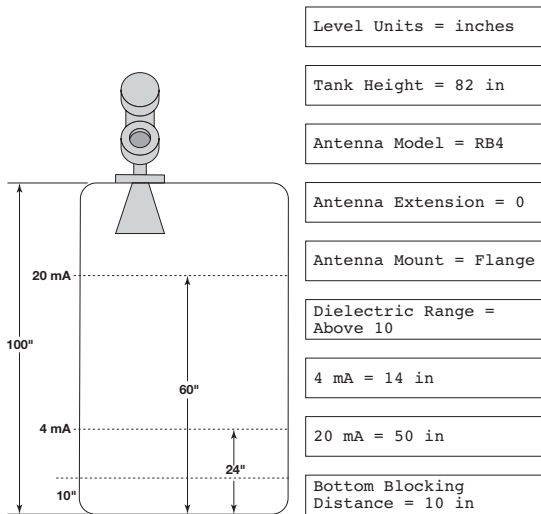 Level Units = inches
Tank Height = 82 in
Antenna Model = RB4
Antenna Extension = 0
Antenna Mount = Flange
Dielectric Range =
Above 10
4 mA = 14 in
20 mA = 50 in
Bottom Blocking
Distance = 10 in
20 mA
100"
60"
4 mA
24"
10"